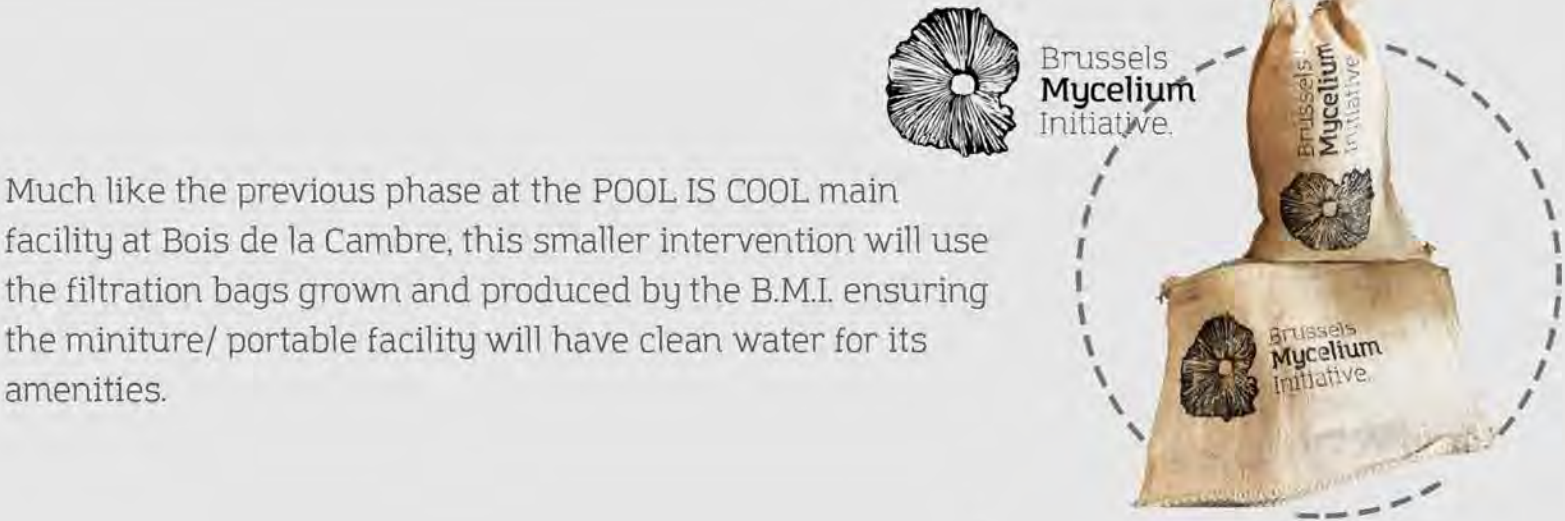 Brussels
Mycelium
Initiative.
Much like the previous phase at the POOL IS COOL main
facility at Bois de la Cambre, this smaller intervention will use
the filtration bags grown and produced by the B.M.I. ensuring
the miniture/ portable facility will have clean water for its
amenities.
Brussels
Mycelium
Initiative
Brussels
Mycelium
Initiative.